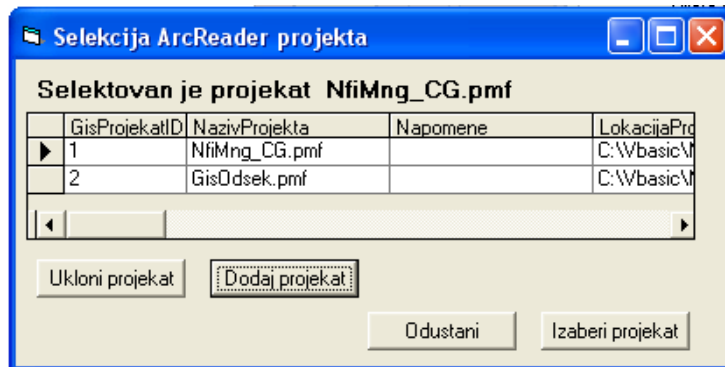 Selekcija ArcReader projekta
Selektovan je projekat NfiMng_CG.pmf
GisProjekatID NazivProjekta Napomene LokacijaPro
1 NfiMng_CG.pmf C:\Vbasic\N
2 GisOdsek.pmf C:\Vbasic\N
Ukloni projekat Dodaj projekat
Odustani Izaberi projekat